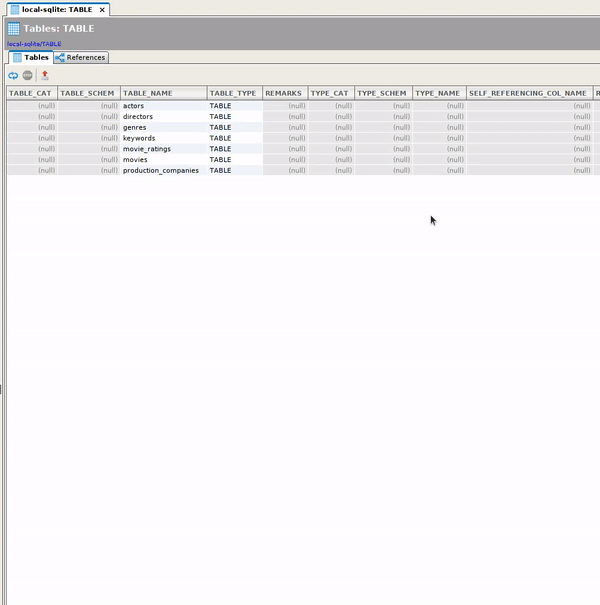 local-sqlite: TABLE
Tables: TABLE
local-sqlite/TABLE
Tables References
TABLE_CAT TABLE_SCHEM TABLE_NAME TABLE_TYPE REMARKS TYPE_CAT TYPE_SCHEM TYPE_NAME SELF_REFERENCING_COL_NAME R
(null) (null) actors TABLE (null) (null) (null) (null) (null)
(null) (null) directors TABLE (null) (null) (null) (null) (null)
(null) (null) genres TABLE (null) (null) (null) (null) (null)
(null) (null) keywords TABLE (null) (null) (null) (null) (null)
(null) (null) movie_ratings TABLE (null) (null) (null) (null) (null)
(null) (null) movies TABLE (null) (null) (null) (null) (null)
(null) (null) production_companies TABLE (null) (null) (null) (null) (null)